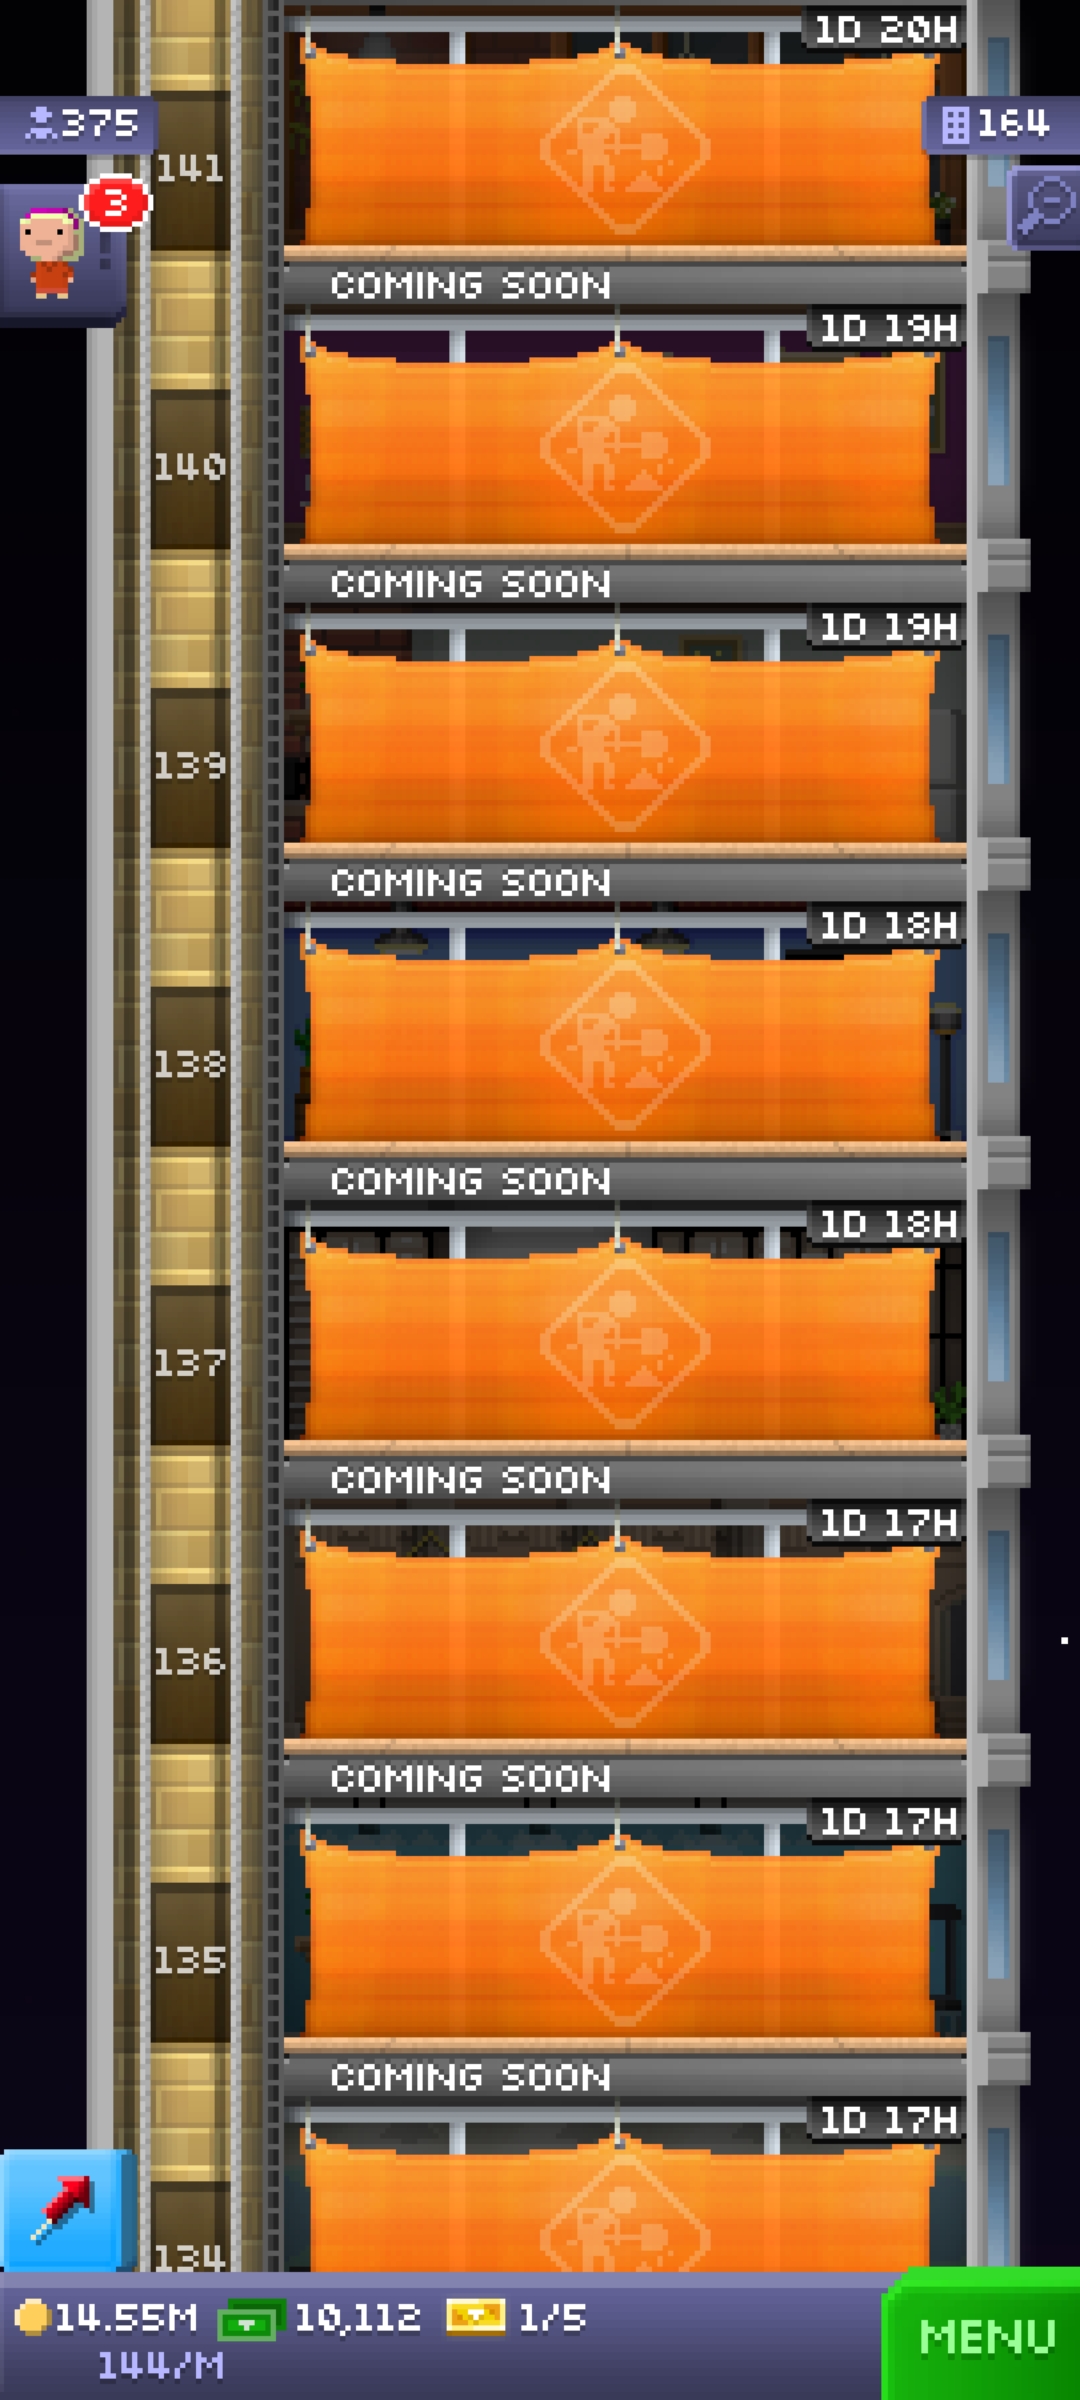 1D 20H
375
164
141
3
COMING SOON
1D 19H
140
COMING SOON
1D 19H
139
COMING SOON
1D 18H
138
COMING SOON
1D 18H
137
COMING SOON
1D 17H
136
COMING SOON
1D 17H
135
COMING SOON
1D 17H
134
14.55M 10,112 1/5
144/M
MENU